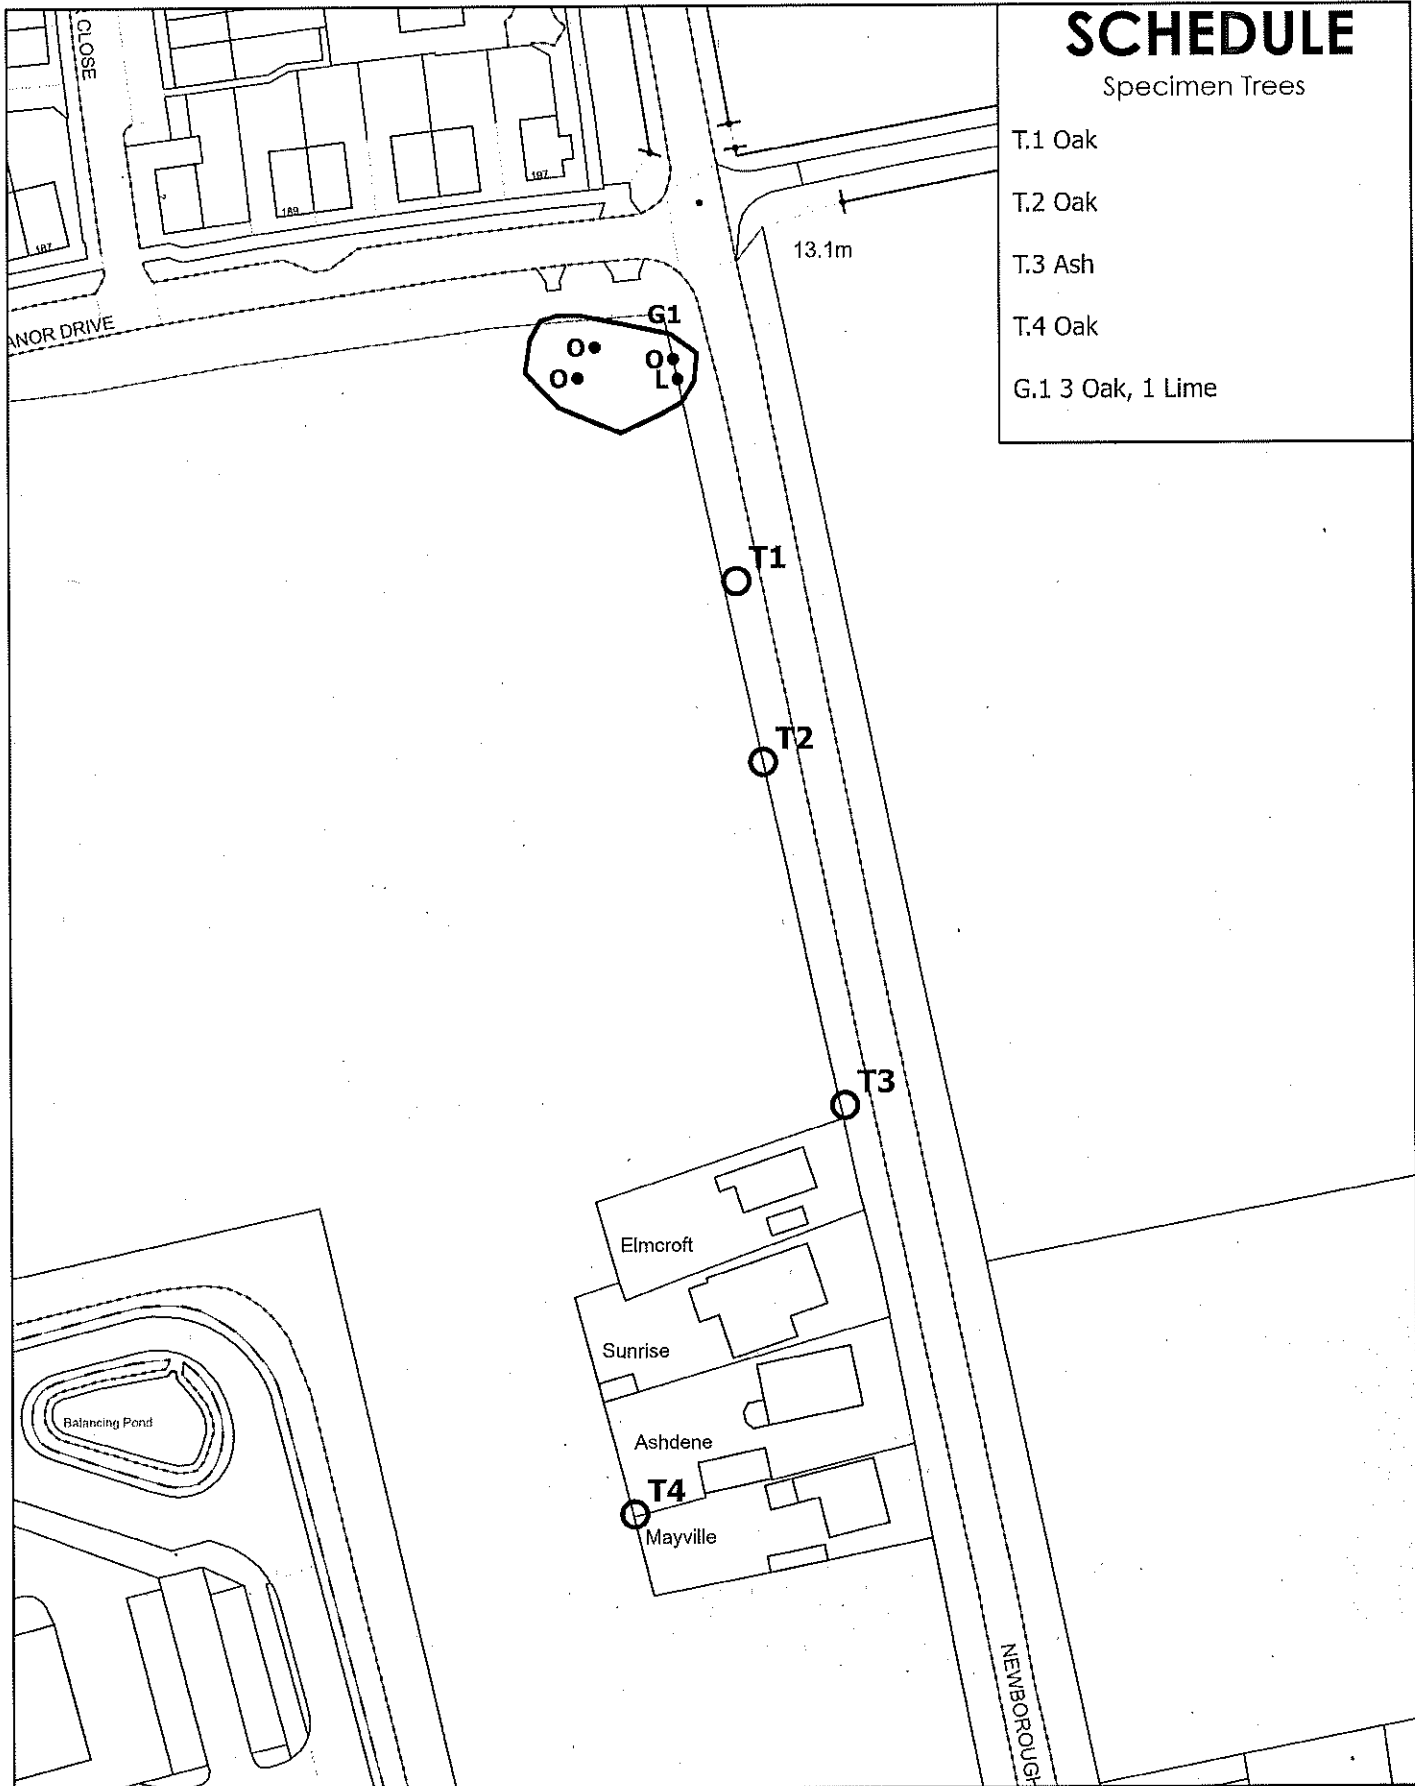 SCHEDULE
Specimen Trees
T.1 Oak
T.2 Oak
T.3 Ash
T.4 Oak
G.1 3 Oak, 1 Lime
CLOSE
197
189
187
13.1m
ANOR DRIVE
G1
O
O
O
L
T1
T2
T3
Elmcroft
Sunrise
Balancing Pond
Ashdene
T4
Mayville
NEWBOROUGH